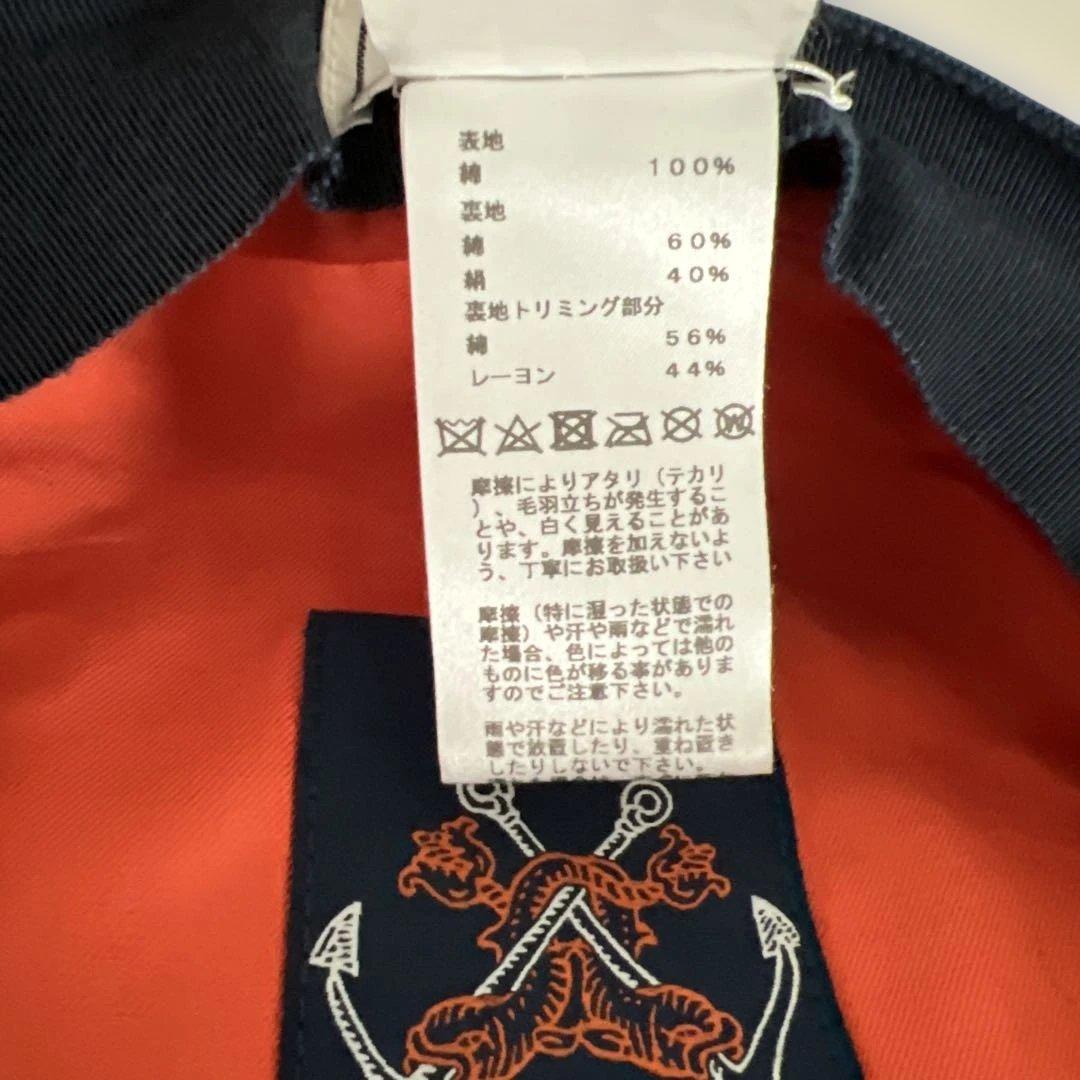 表地
綿 100%
裏地
綿 60%
絹 40%
裏地トリミング部分
綿 56%
レーヨン 44%
W
摩擦によりアタリ（テカリ
）、毛羽立ちが発生するこ
とや、白く見えることがあ
ります。摩擦を加えないよ
う、丁寧にお取扱い下さい
摩擦（特に湿った状態での
摩擦）や汗や雨などで濡れ
た場合、色によっては他の
ものに色が移る事がありま
すのでご注意下さい。
雨や汗などにより濡れた状
態で放置したり、重ね置き
したりしないで下さい。